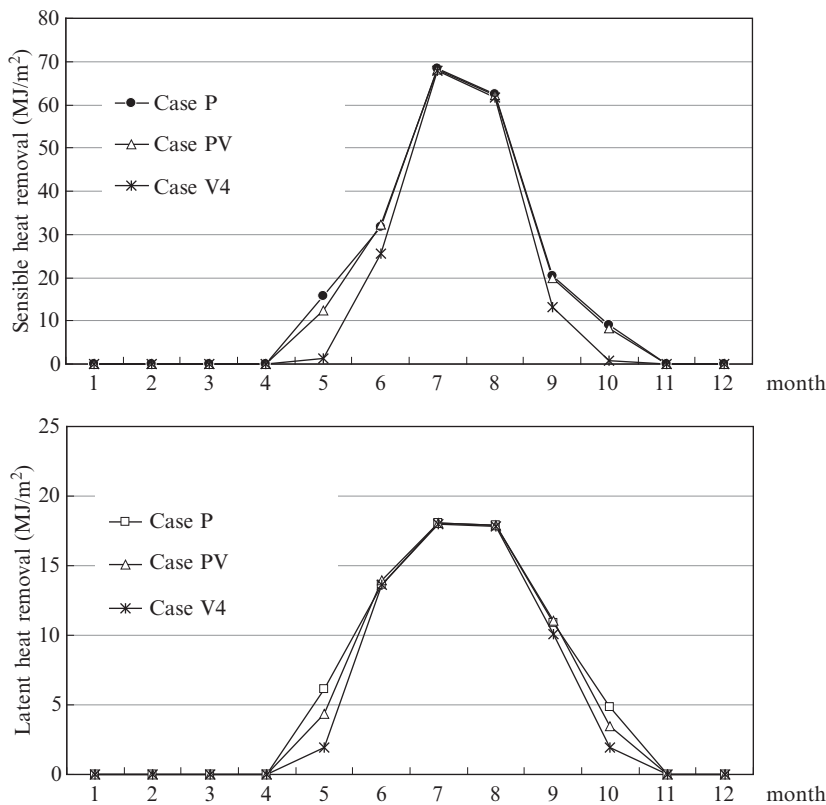 80
70
60
50
40
30
20
10
0
Sensible heat removal (MJ/m²)
Case P
Case PV
Case V4
1 2 3 4 5 6 7 8 9 10 11 12 month
25
20
15
10
5
0
Latent heat removal (MJ/m²)
Case P
Case PV
Case V4
1 2 3 4 5 6 7 8 9 10 11 12 month